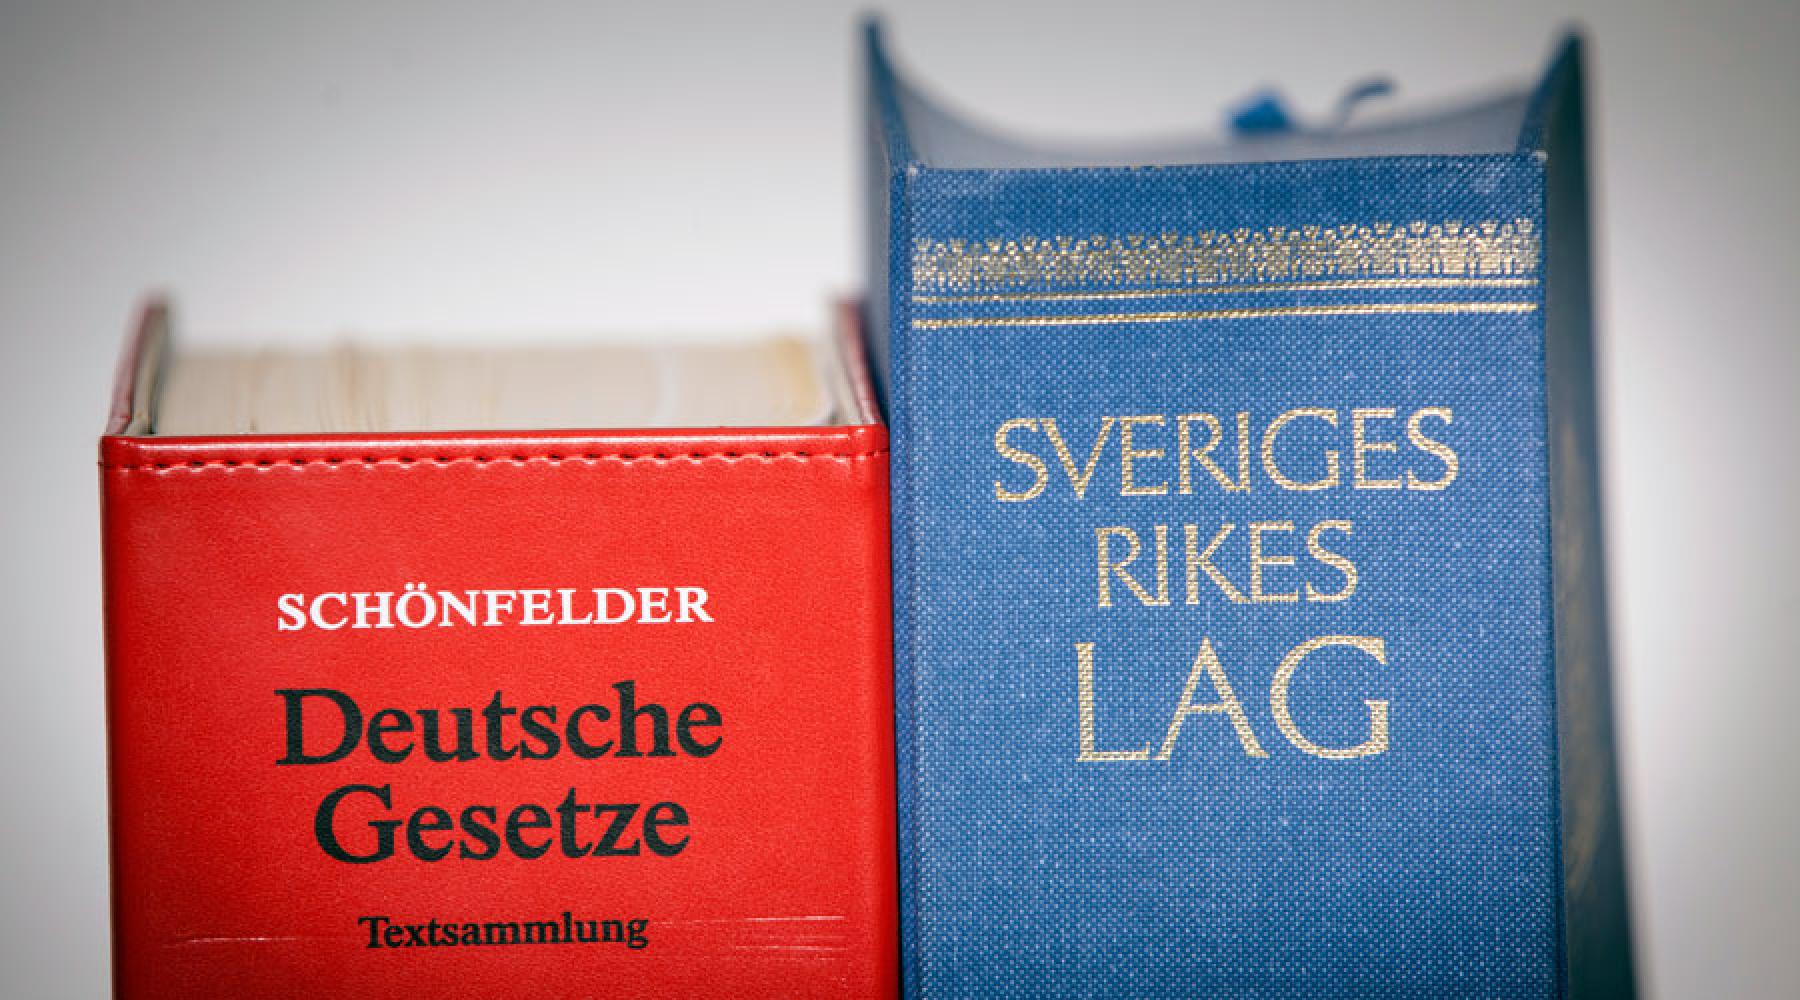 SCHÖNFELDER
Deutsche
Gesetze
Textsammlung
SVERIGES
RIKES
LAG